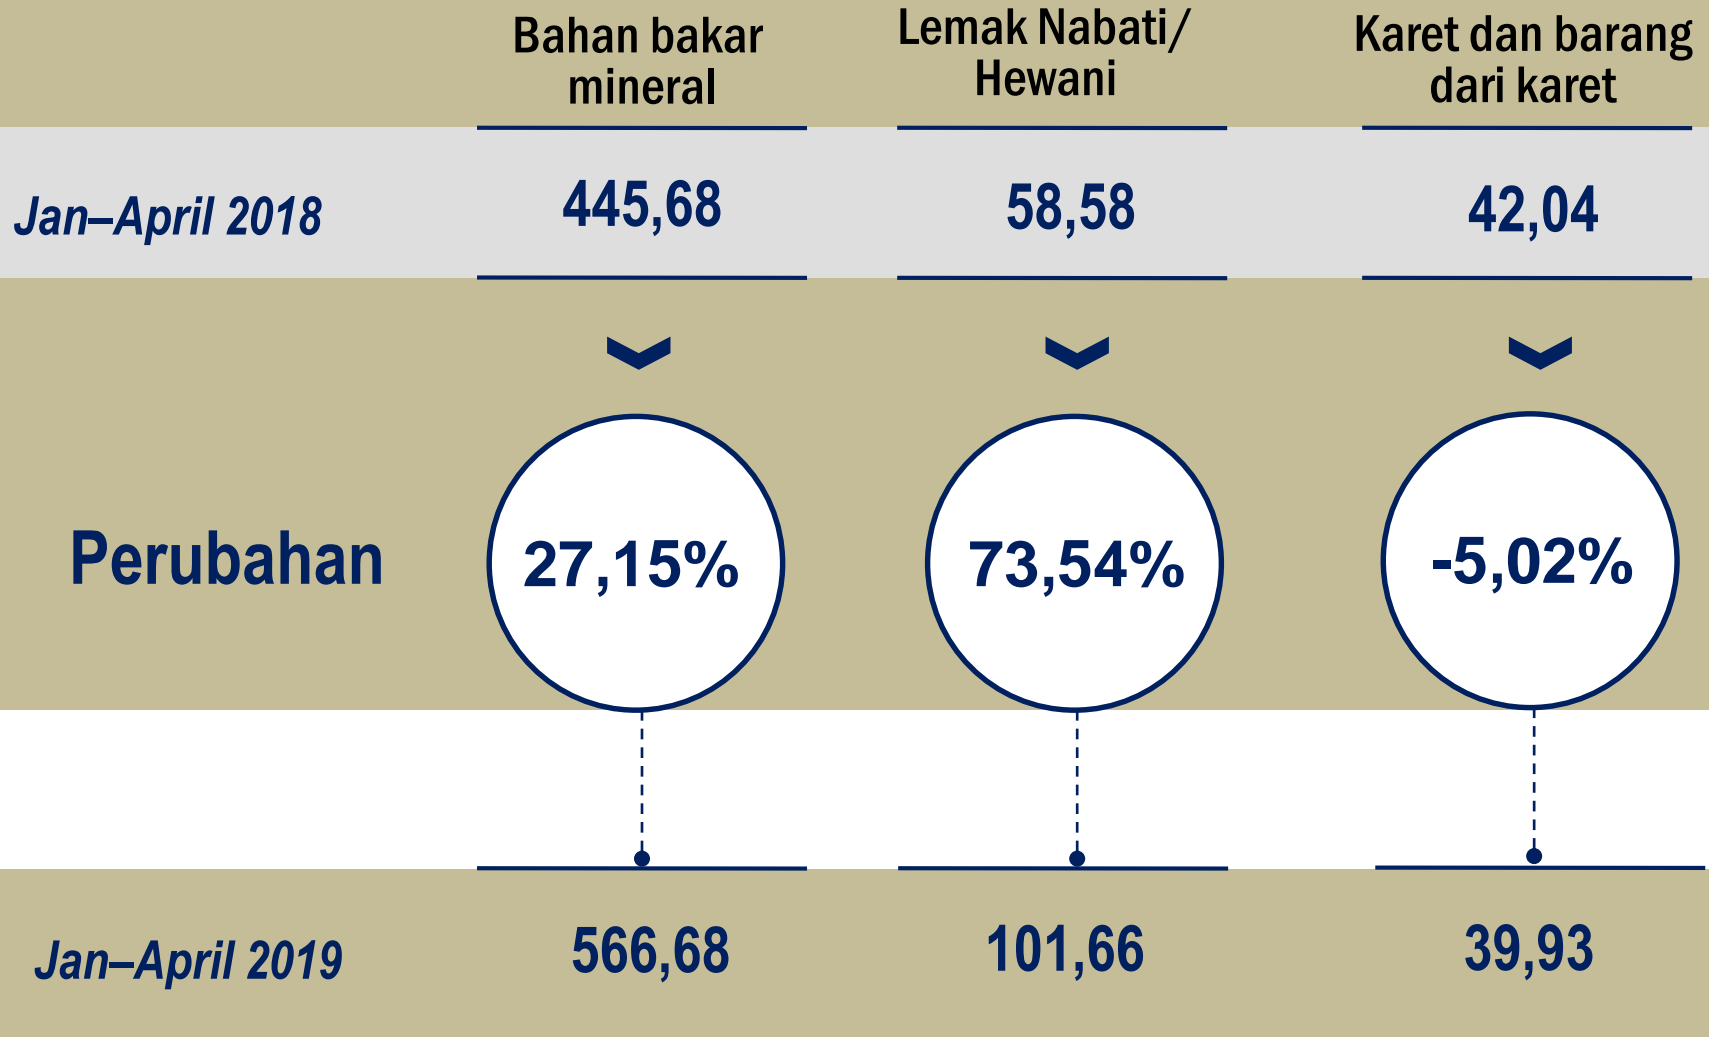 Bahan bakar
mineral
Lemak Nabati/
Hewani
Karet dan barang
dari karet
Jan–April 2018
445,68
58,58
42,04
Perubahan
27,15%
73,54%
-5,02%
Jan–April 2019
566,68
101,66
39,93